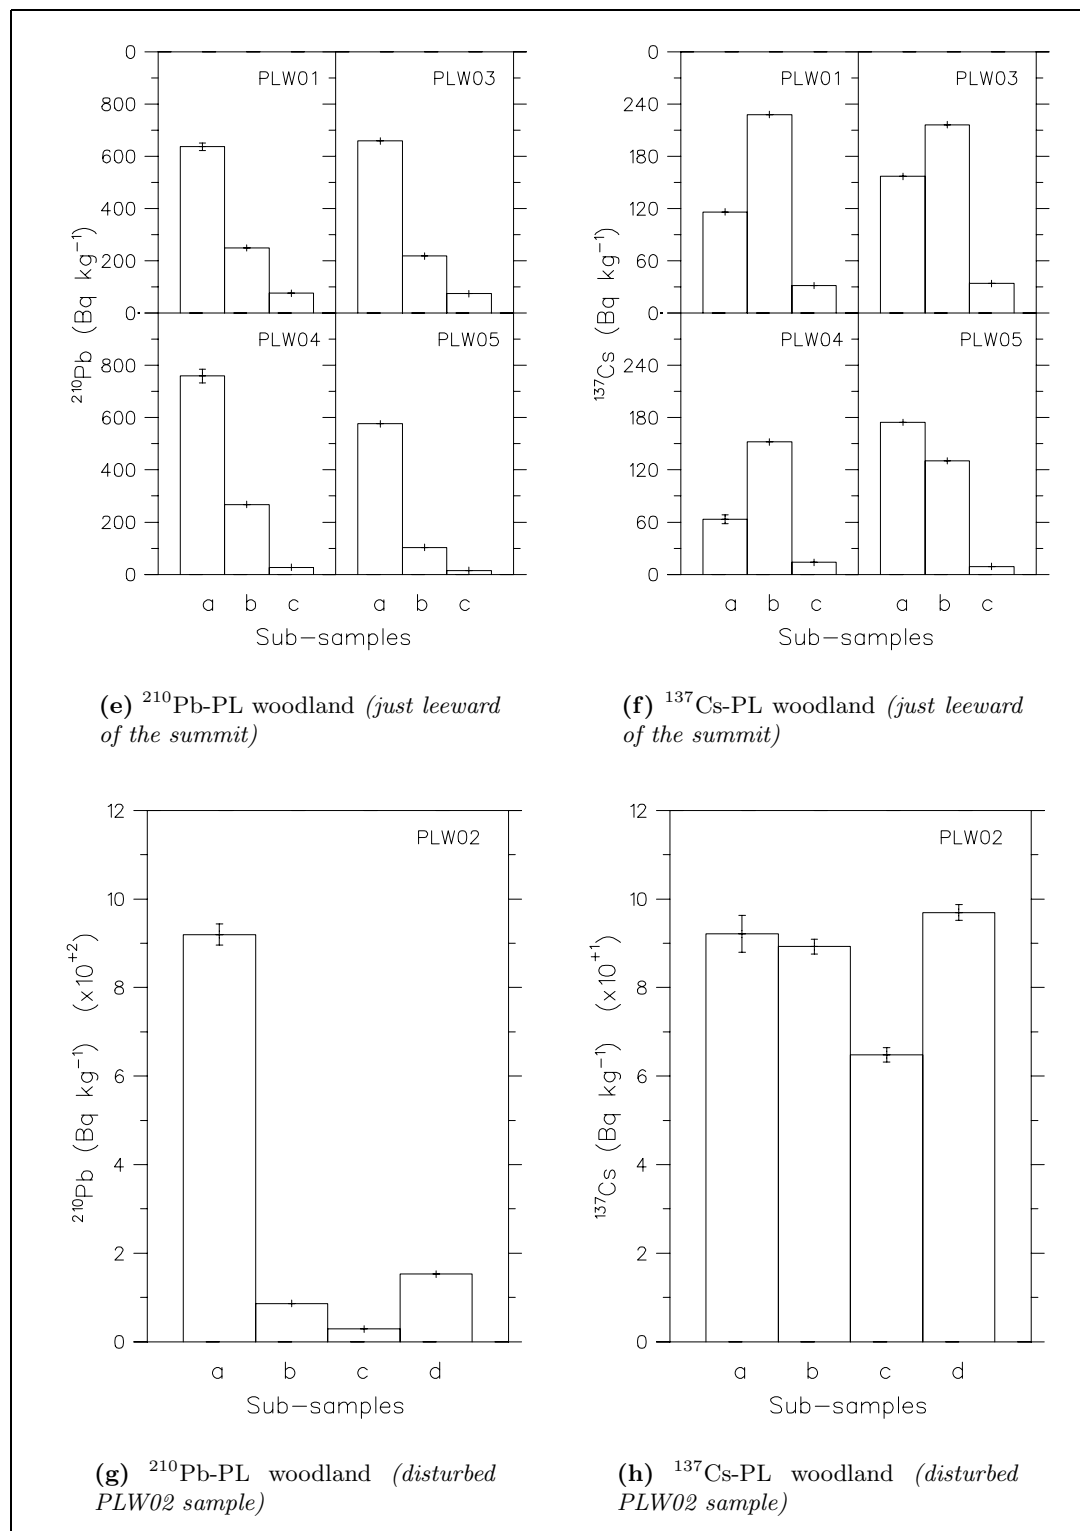 0
800
600
400
200
0
800
600
400
200
0
PLW01
PLW03
PLW04
PLW05
²¹⁰Pb (Bq kg⁻¹)
a b c a b c
Sub-samples
0
240
180
120
60
0
240
180
120
60
0
PLW01
PLW03
PLW04
PLW05
¹³⁷Cs (Bq kg⁻¹)
a b c a b c
Sub-samples
(e) ²¹⁰Pb-PL woodland (just leeward
of the summit)
(f) ¹³⁷Cs-PL woodland (just leeward
of the summit)
12
10
8
6
4
2
0
PLW02
²¹⁰Pb (Bq kg⁻¹) (x10⁺²)
a b c d
Sub-samples
12
10
8
6
4
2
0
PLW02
¹³⁷Cs (Bq kg⁻¹) (x10⁺¹)
a b c d
Sub-samples
(g) ²¹⁰Pb-PL woodland (disturbed
PLW02 sample)
(h) ¹³⁷Cs-PL woodland (disturbed
PLW02 sample)